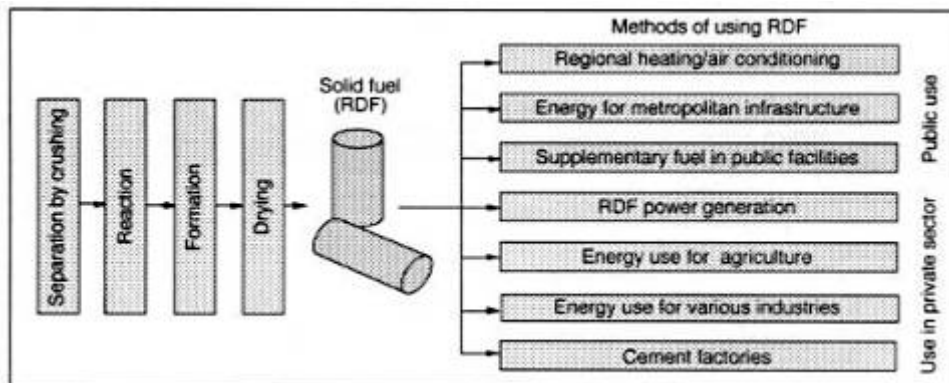 Methods of using RDF
Separation by crushing
Reaction
Formation
Drying
Solid fuel
(RDF)
Regional heating/air conditioning
Energy for metropolitan infrastructure
Supplementary fuel in public facilities
RDF power generation
Energy use for agriculture
Energy use for various industries
Cement factories
Public use
Use in private sector